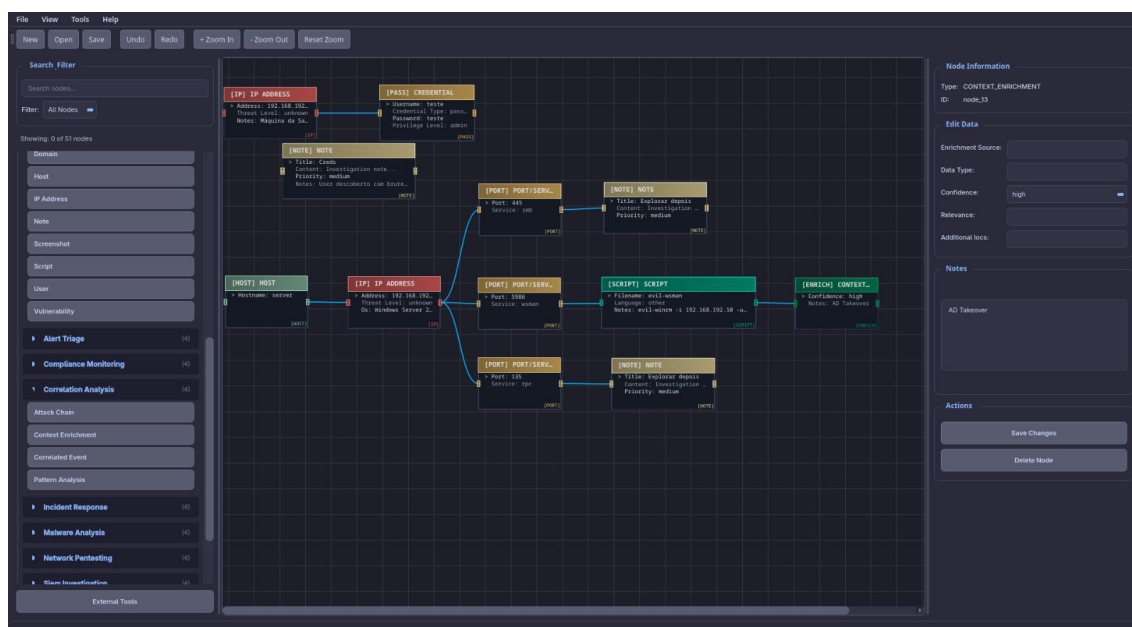 File View Tools Help
New Open Save Undo Redo + Zoom In - Zoom Out Reset Zoom
Search_Filter
Search nodes...
Filter: All Nodes
Showing: 0 of 51 nodes
Domain
Host
IP Address
Note
Screenshot
Script
User
Vulnerability
Alert Triage (4)
Compliance Monitoring (4)
Correlation Analysis (4)
Attack Chain
Context Enrichment
Correlated Event
Pattern Analysis
Incident Response (4)
Malware Analysis (4)
Network Pentesting (4)
Siem Investigation (4)
External Tools
[IP] IP ADDRESS
> Address: 192.168.192...
Threat Level: unknown
Notes: Máquina da Sa...
[IP]
[PASS] CREDENTIAL
> Username: teste
Credential Type: pass...
Password: teste
Privilege Level: admin
[PASS]
[NOTE] NOTE
> Title: Creds
Content: Investigation note...
Priority: medium
Notes: User descoberto com brute...
[NOTE]
[PORT] PORT/SERV...
> Port: 445
Service: smb
[PORT]
[NOTE] NOTE
> Title: Explorar depois
Content: Investigation ...
Priority: medium
[NOTE]
[HOST] HOST
> Hostname: server
[HOST]
[IP] IP ADDRESS
> Address: 192.168.192...
Threat Level: unknown
Os: Windows Server 2...
[IP]
[PORT] PORT/SERV...
> Port: 5986
Service: wsman
[PORT]
[SCRIPT] SCRIPT
> Filename: evil-wsman
Language: other
Notes: evil-winrm -i 192.168.192.10 -u...
[SCRIPT]
[ENRICH] CONTEXT...
> Confidence: high
Notes: AD Takeover
[ENRICH]
[PORT] PORT/SERV...
> Port: 135
Service: rpc
[PORT]
[NOTE] NOTE
> Title: Explorar depois
Content: Investigation ...
Priority: medium
[NOTE]
Node Information
Type: CONTEXT_ENRICHMENT
ID: node_13
Edit Data
Enrichment Source:
Data Type:
Confidence: high
Relevance:
Additional Iocs:
Notes
AD Takeover
Actions
Save Changes
Delete Node